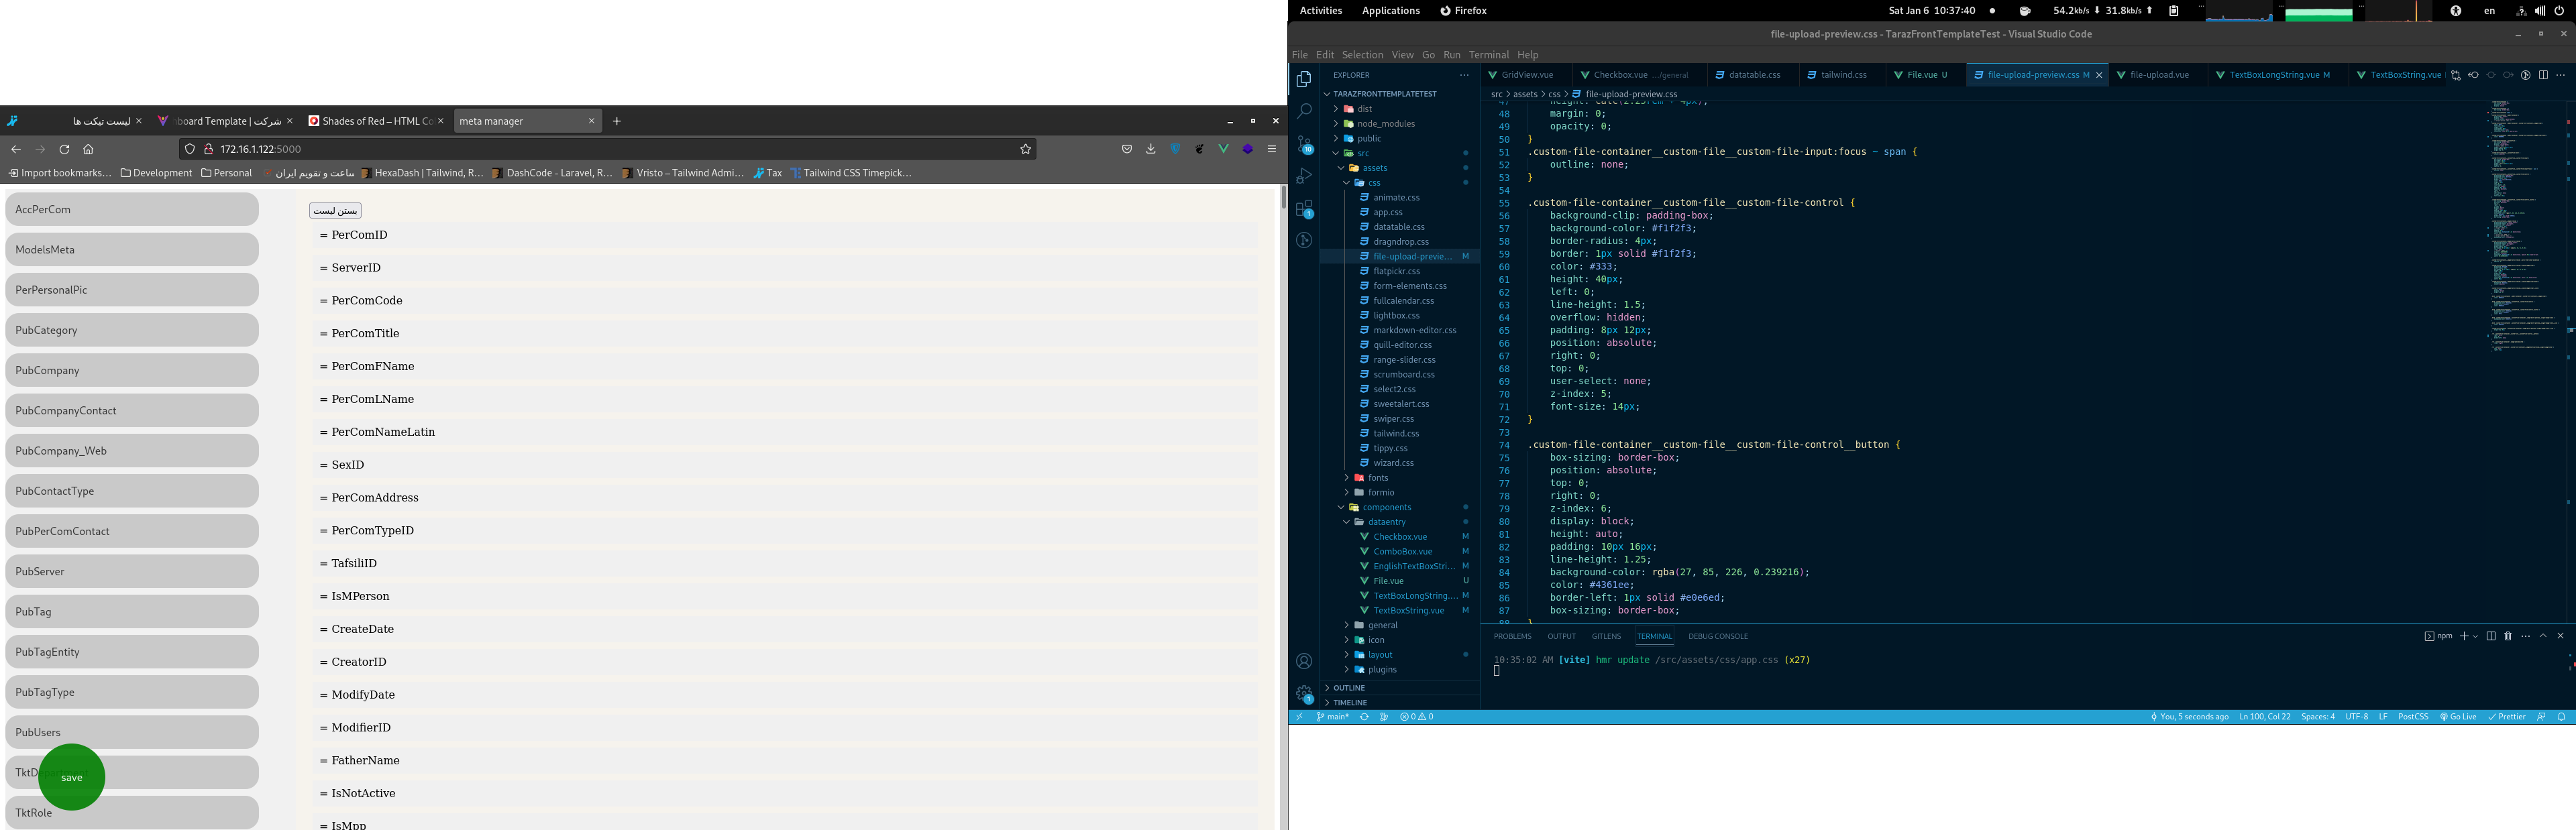 لیست تیکت ها
board Template | شرکت
Shades of Red – HTML Co
meta manager
172.16.1.122:5000
Import bookmarks...
Development
Personal
ساعت و تقویم ایران
HexaDash | Tailwind, R...
DashCode - Laravel, R...
Vristo – Tailwind Admi...
Tax
Tailwind CSS Timepick...
AccPerCom
ModelsMeta
PerPersonalPic
PubCategory
PubCompany
PubCompanyContact
PubCompany_Web
PubContactType
PubPerComContact
PubServer
PubTag
PubTagEntity
PubTagType
PubUsers
save
TktRole
بستن لیست
= PerComID
= ServerID
= PerComCode
= PerComTitle
= PerComFName
= PerComLName
= PerComNameLatin
= SexID
= PerComAddress
= PerComTypeID
= TafsiliID
= IsMPerson
= CreateDate
= CreatorID
= ModifyDate
= ModifierID
= FatherName
= IsNotActive
= IsMpp
Activities Applications Firefox
Sat Jan 6 10:37:40
54.2kb/s 31.8kb/s
en
file-upload-preview.css - TarazFrontTemplateTest - Visual Studio Code
File Edit Selection View Go Run Terminal Help
EXPLORER
TARAZFRONTTEMPLATETEST
dist
node_modules
public
src
assets
css
animate.css
app.css
datatable.css
dragndrop.css
file-upload-previe... M
flatpickr.css
form-elements.css
fullcalendar.css
lightbox.css
markdown-editor.css
quill-editor.css
range-slider.css
scrumboard.css
select2.css
sweetalert.css
swiper.css
tailwind.css
tippy.css
wizard.css
fonts
formio
components
dataentry
Checkbox.vue M
ComboBox.vue M
EnglishTextBoxStri... M
File.vue U
TextBoxLongString.... M
TextBoxString.vue M
general
icon
layout
plugins
OUTLINE
TIMELINE
GridView.vue
Checkbox.vue .../general
datatable.css
tailwind.css
File.vue U
file-upload-preview.css M
file-upload.vue
TextBoxLongString.vue M
TextBoxString.vue
src > assets > css > file-upload-preview.css
47 height: calc(2.25rem + 4px);
48 margin: 0;
49 opacity: 0;
50 }
51 .custom-file-container__custom-file__custom-file-input:focus ~ span {
52 outline: none;
53 }
54
55 .custom-file-container__custom-file__custom-file-control {
56 background-clip: padding-box;
57 background-color: #f1f2f3;
58 border-radius: 4px;
59 border: 1px solid #f1f2f3;
60 color: #333;
61 height: 40px;
62 left: 0;
63 line-height: 1.5;
64 overflow: hidden;
65 padding: 8px 12px;
66 position: absolute;
67 right: 0;
68 top: 0;
69 user-select: none;
70 z-index: 5;
71 font-size: 14px;
72 }
73
74 .custom-file-container__custom-file__custom-file-control__button {
75 box-sizing: border-box;
76 position: absolute;
77 top: 0;
78 right: 0;
79 z-index: 6;
80 display: block;
81 height: auto;
82 padding: 10px 16px;
83 line-height: 1.25;
84 background-color: rgba(27, 85, 226, 0.239216);
85 color: #4361ee;
86 border-left: 1px solid #e0e6ed;
87 box-sizing: border-box;
88 }
PROBLEMS OUTPUT GITLENS TERMINAL DEBUG CONSOLE
npm
10:35:02 AM [vite] hmr update /src/assets/css/app.css (x27)
main* 0 0
You, 5 seconds ago Ln 100, Col 22 Spaces: 4 UTF-8 LF PostCSS Go Live Prettier